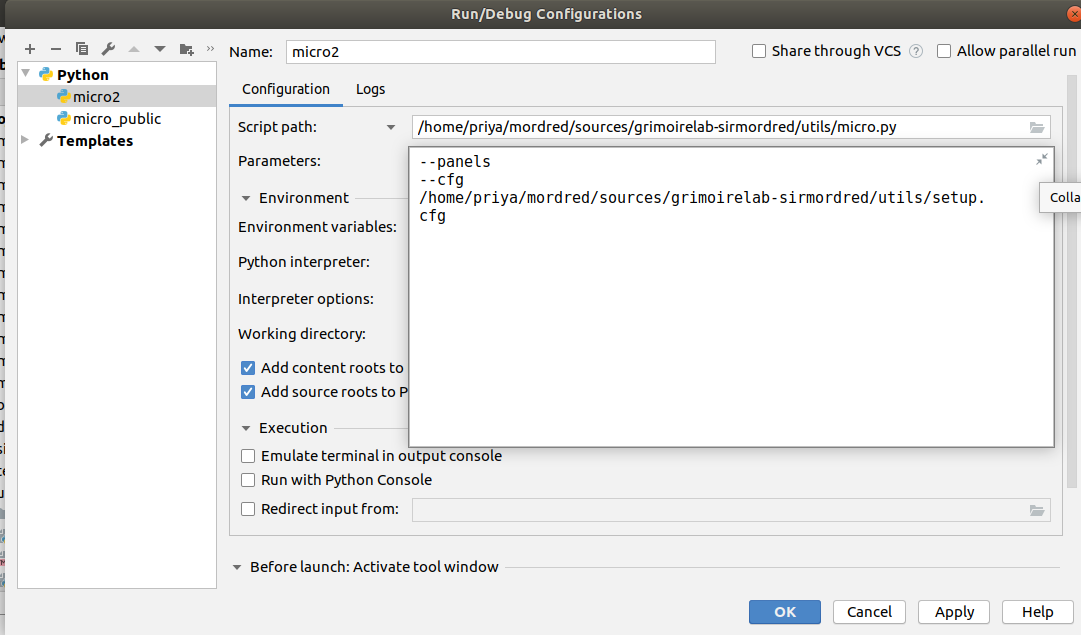 Run/Debug Configurations
Name: micro2
Share through VCS ?
Allow parallel run
Python
micro2
micro_public
Templates
Configuration Logs
Script path: /home/priya/mordred/sources/grimoirelab-sirmordred/utils/micro.py
Parameters:
--panels
--cfg
/home/priya/mordred/sources/grimoirelab-sirmordred/utils/setup.
cfg
Colla
Environment
Environment variables:
Python interpreter:
Interpreter options:
Working directory:
Add content roots to
Add source roots to P
Execution
Emulate terminal in output console
Run with Python Console
Redirect input from:
Before launch: Activate tool window
OK Cancel Apply Help